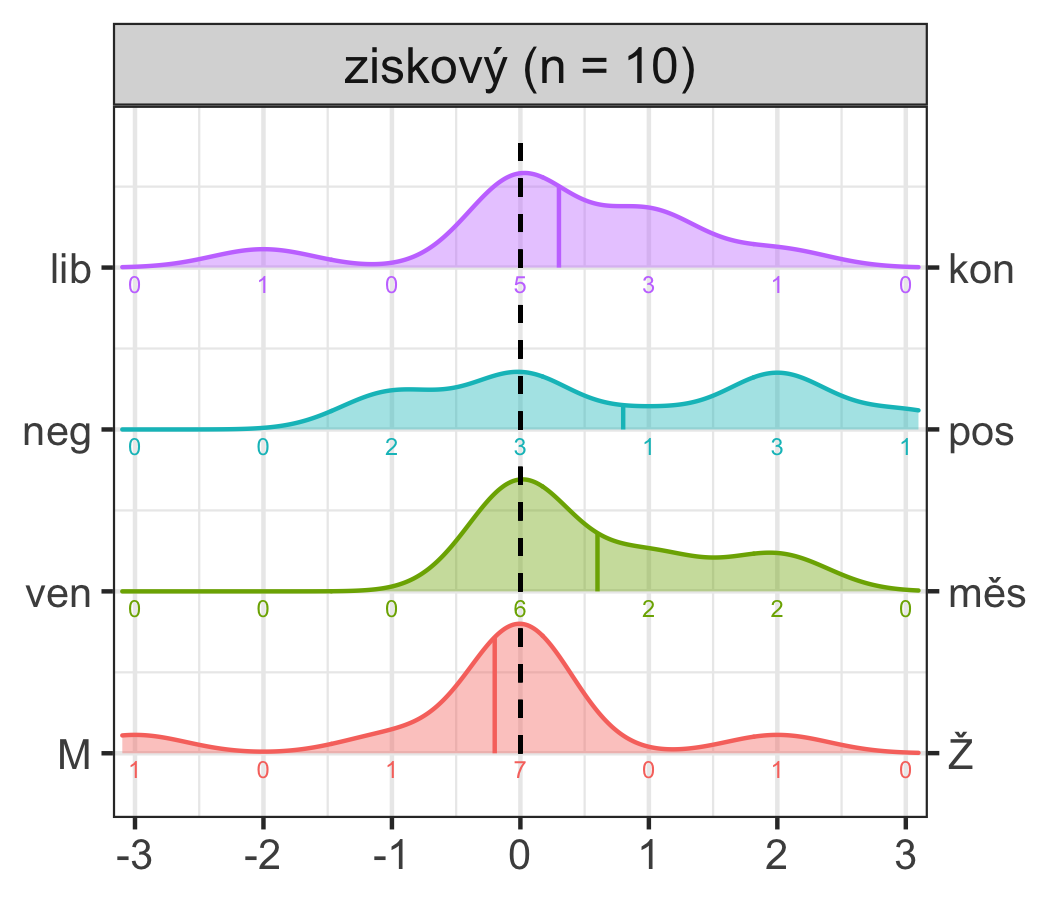 ziskový (n = 10)
lib kon
0 1 0 5 3 1 0
neg pos
0 0 2 3 1 3 1
ven měs
0 0 0 6 2 2 0
M Ž
1 0 1 7 0 1 0
-3 -2 -1 0 1 2 3